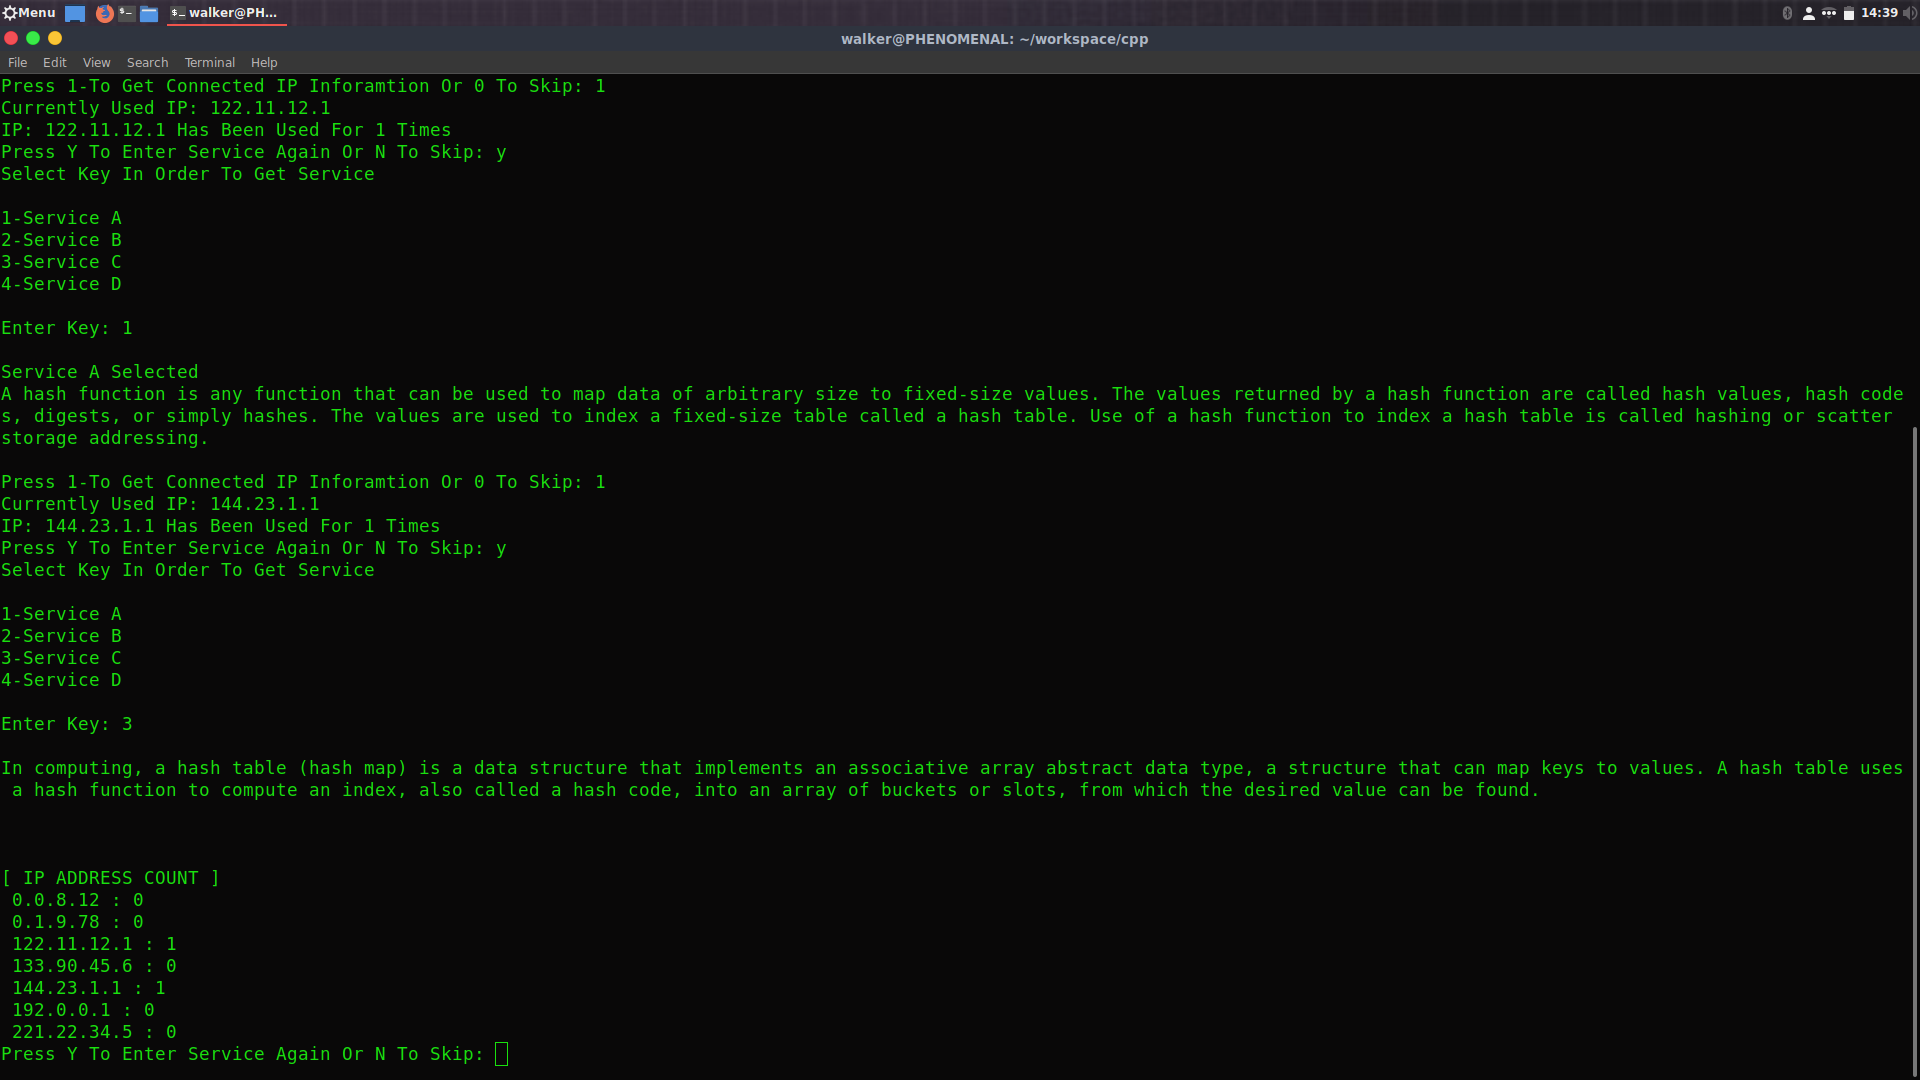 Menu walker@PH... 14:39
walker@PHENOMENAL: ~/workspace/cpp
File Edit View Search Terminal Help
Press 1-To Get Connected IP Inforamtion Or 0 To Skip: 1
Currently Used IP: 122.11.12.1
IP: 122.11.12.1 Has Been Used For 1 Times
Press Y To Enter Service Again Or N To Skip: y
Select Key In Order To Get Service
1-Service A
2-Service B
3-Service C
4-Service D
Enter Key: 1
Service A Selected
A hash function is any function that can be used to map data of arbitrary size to fixed-size values. The values returned by a hash function are called hash values, hash code
s, digests, or simply hashes. The values are used to index a fixed-size table called a hash table. Use of a hash function to index a hash table is called hashing or scatter
storage addressing.
Press 1-To Get Connected IP Inforamtion Or 0 To Skip: 1
Currently Used IP: 144.23.1.1
IP: 144.23.1.1 Has Been Used For 1 Times
Press Y To Enter Service Again Or N To Skip: y
Select Key In Order To Get Service
1-Service A
2-Service B
3-Service C
4-Service D
Enter Key: 3
In computing, a hash table (hash map) is a data structure that implements an associative array abstract data type, a structure that can map keys to values. A hash table uses
a hash function to compute an index, also called a hash code, into an array of buckets or slots, from which the desired value can be found.
[ IP ADDRESS COUNT ]
0.0.8.12 : 0
0.1.9.78 : 0
122.11.12.1 : 1
133.90.45.6 : 0
144.23.1.1 : 1
192.0.0.1 : 0
221.22.34.5 : 0
Press Y To Enter Service Again Or N To Skip: